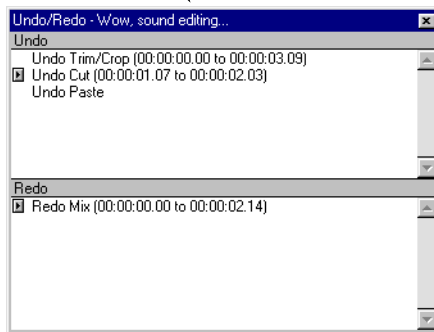 Undo/Redo - Wow, sound editing...
Undo
Undo Trim/Crop (00:00:00.00 to 00:00:03.09)
Undo Cut (00:00:01.07 to 00:00:02.03)
Undo Paste
Redo
Redo Mix (00:00:00.00 to 00:00:02.14)